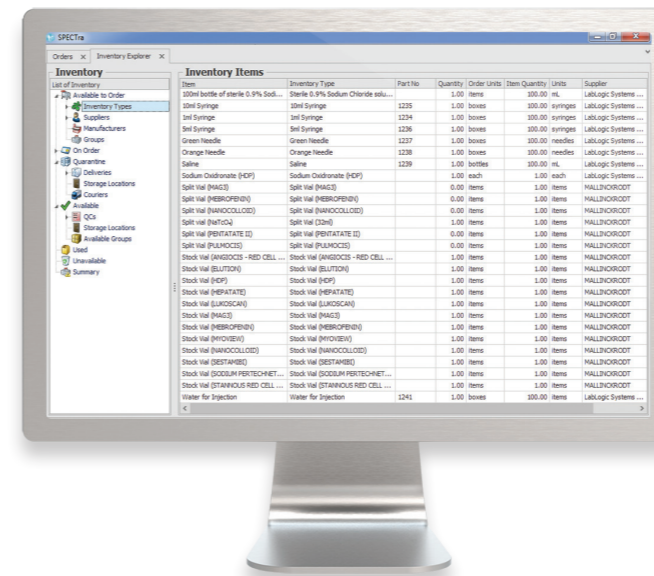 SPECTra
Orders X Inventory Explorer X
Inventory
List of Inventory
Available to Order
Inventory Types
Suppliers
Manufacturers
Groups
On Order
Quarantine
Deliveries
Storage Locations
Couriers
Available
QCs
Storage Locations
Available Groups
Used
Unavailable
Summary
Inventory Items
Item Inventory Type Part No Quantity Order Units Item Quantity Units Supplier
100ml bottle of sterile 0.9% Sodi... Sterile 0.9% Sodium Chloride solu... 1.00 items 100.00 mL LabLogic Systems ...
10ml Syringe 10ml Syringe 1235 1.00 boxes 100.00 syringes LabLogic Systems ...
1ml Syringe 1ml Syringe 1234 1.00 boxes 100.00 syringes LabLogic Systems ...
5ml Syringe 5ml Syringe 1236 1.00 boxes 100.00 syringes LabLogic Systems ...
Green Needle Green Needle 1237 1.00 boxes 100.00 needles LabLogic Systems ...
Orange Needle Orange Needle 1238 1.00 boxes 100.00 needles LabLogic Systems ...
Saline Saline 1239 1.00 bottles 100.00 mL LabLogic Systems ...
Sodium Oxidronate (HDP) Sodium Oxidronate (HDP) 1.00 each 1.00 each LabLogic Systems ...
Split Vial (MAG3) Split Vial (MAG3) 0.00 items 1.00 items MALLINCKRODT
Split Vial (MEBROFENIN) Split Vial (MEBROFENIN) 0.00 items 1.00 items MALLINCKRODT
Split Vial (NANOCOLLOID) Split Vial (NANOCOLLOID) 0.00 items 1.00 items MALLINCKRODT
Split vial (NaTcO₄) Split Vial (32ml) 0.00 items 1.00 items MALLINCKRODT
Split Vial (PENTATATE II) Split Vial (PENTATATE II) 0.00 items 1.00 items MALLINCKRODT
Split Vial (PULMOCIS) Split Vial (PULMOCIS) 0.00 items 1.00 items MALLINCKRODT
Stock Vial (ANGIOCIS - RED CELL ... Stock Vial (ANGIOCIS - RED CELL ... 1.00 items 1.00 items MALLINCKRODT
Stock Vial (ELUTION) Stock Vial (ELUTION) 1.00 items 1.00 items MALLINCKRODT
Stock Vial (HDP) Stock Vial (HDP) 1.00 items 1.00 items MALLINCKRODT
Stock Vial (HEPATATE) Stock Vial (HEPATATE) 1.00 items 1.00 items MALLINCKRODT
Stock Vial (LUKOSCAN) Stock Vial (LUKOSCAN) 1.00 items 1.00 items MALLINCKRODT
Stock Vial (MAG3) Stock Vial (MAG3) 1.00 items 1.00 items MALLINCKRODT
Stock Vial (MEBROFENIN) Stock Vial (MEBROFENIN) 1.00 items 1.00 items MALLINCKRODT
Stock Vial (MYOVIEW) Stock Vial (MYOVIEW) 1.00 items 1.00 items MALLINCKRODT
Stock Vial (NANOCOLLOID) Stock Vial (NANOCOLLOID) 1.00 items 1.00 items MALLINCKRODT
Stock Vial (SESTAMIBI) Stock Vial (SESTAMIBI) 1.00 items 1.00 items MALLINCKRODT
Stock Vial (SODIUM PERTECHNET... Stock Vial (SODIUM PERTECHNET... 1.00 items 1.00 items MALLINCKRODT
Stock Vial (STANNOUS RED CELL ... Stock Vial (STANNOUS RED CELL ... 1.00 items 1.00 items MALLINCKRODT
Water for Injection Water for Injection 1241 1.00 boxes 100.00 items LabLogic Systems ...